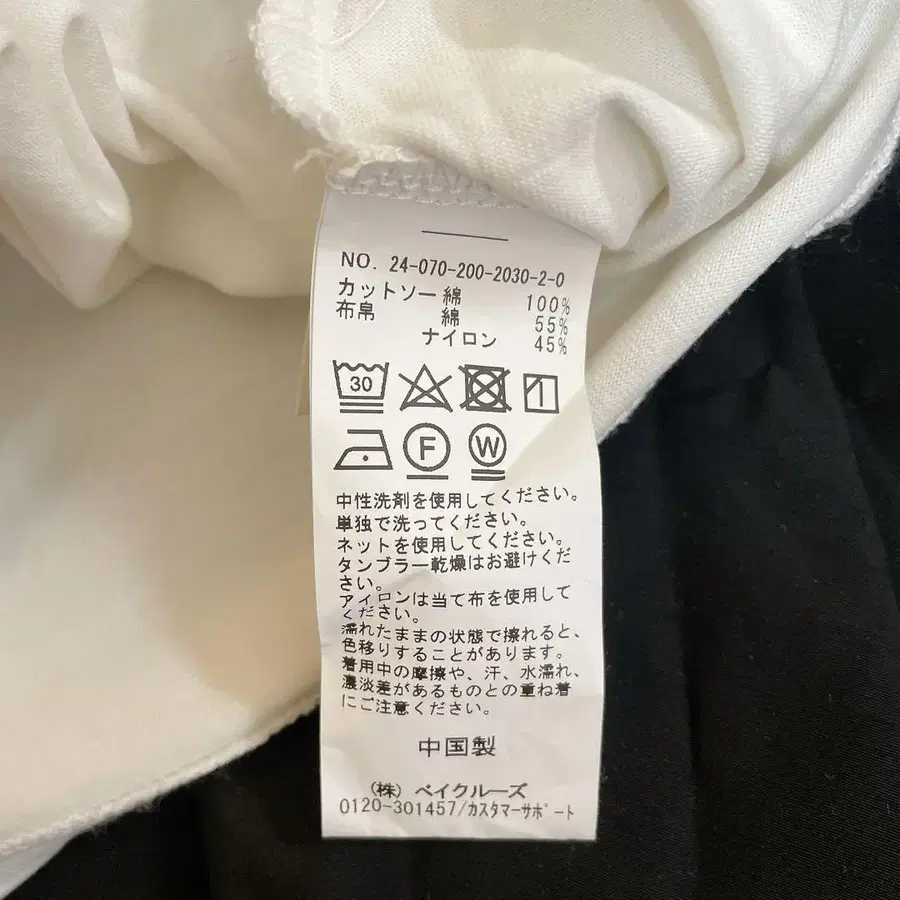 NO. 24-070-200-2030-2-0
カットソー 綿 100%
布帛 綿 55%
ナイロン 45%
30
F W
中性洗剤を使用してください。
単独で洗ってください。
ネットを使用してください。
タンブラー乾燥はお避けくだ
さい。
アイロンは当て布を使用して
ください。
濡れたままの状態で擦れると、
色移りすることがあります。
着用中の摩擦や、汗、水濡れ、
濃淡差があるものとの重ね着
にご注意ください。
中国製
(株) ベイクルーズ
0120-301457/カスタマーサポート